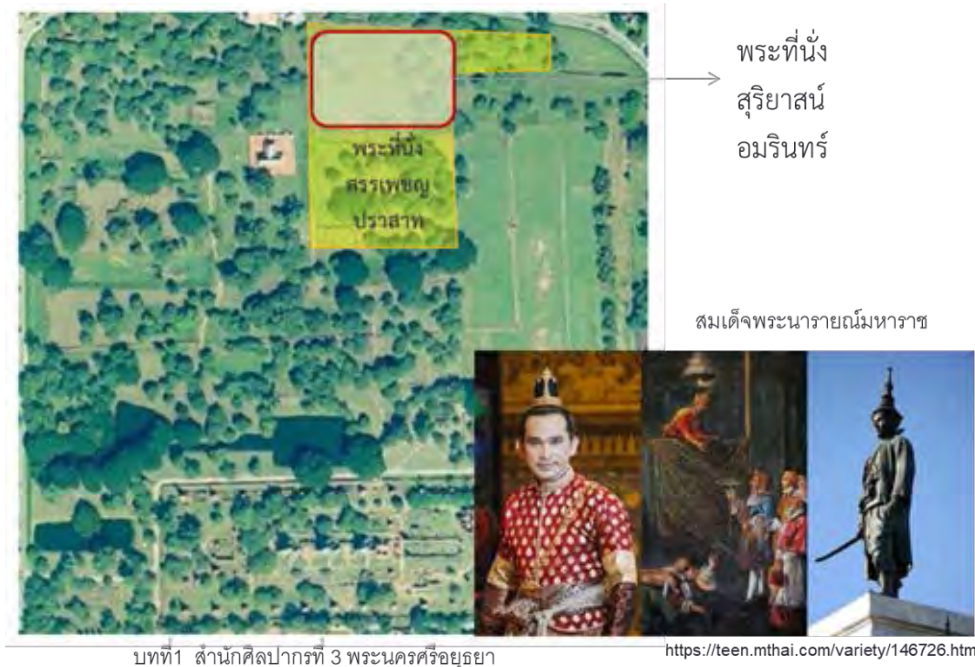 พระที่นั่ง
สุริยาสน์
อมรินทร์
พระที่นั่ง
สรรเพชญ
ปราสาท
สมเด็จพระนารายณ์มหาราช
บทที่1 สำนักศิลปากรที่ 3 พระนครศรีอยุธยา
https://teen.mthai.com/variety/146726.htm